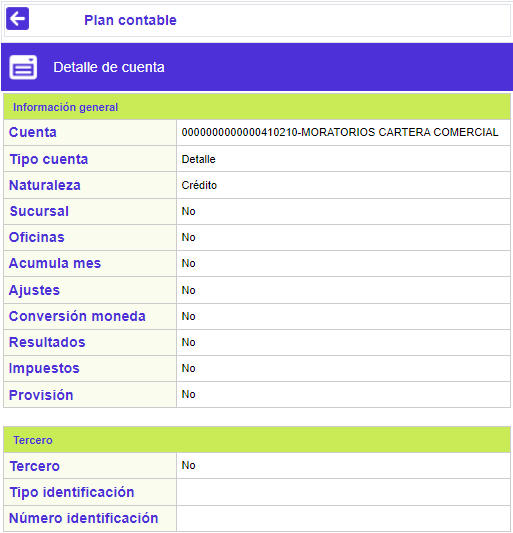 Plan contable
Detalle de cuenta
Información general
Cuenta 0000000000000410210-MORATORIOS CARTERA COMERCIAL
Tipo cuenta Detalle
Naturaleza Crédito
Sucursal No
Oficinas No
Acumula mes No
Ajustes No
Conversión moneda No
Resultados No
Impuestos No
Provisión No
Tercero
Tercero No
Tipo identificación
Número identificación